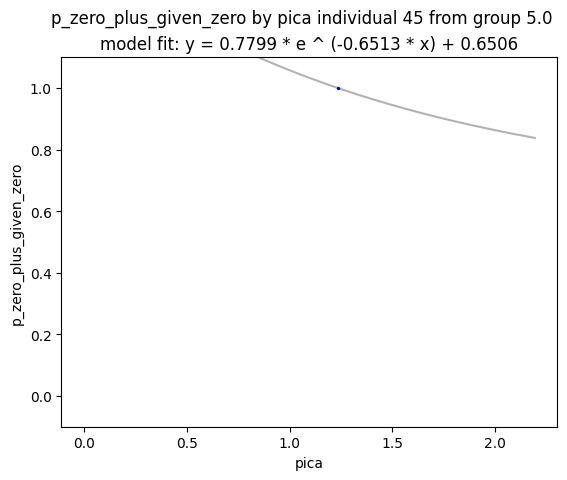 p_zero_plus_given_zero by pica individual 45 from group 5.0
model fit: y = 0.7799 * e ^ (-0.6513 * x) + 0.6506
p_zero_plus_given_zero
1.0
0.8
0.6
0.4
0.2
0.0
0.0 0.5 1.0 1.5 2.0
pica